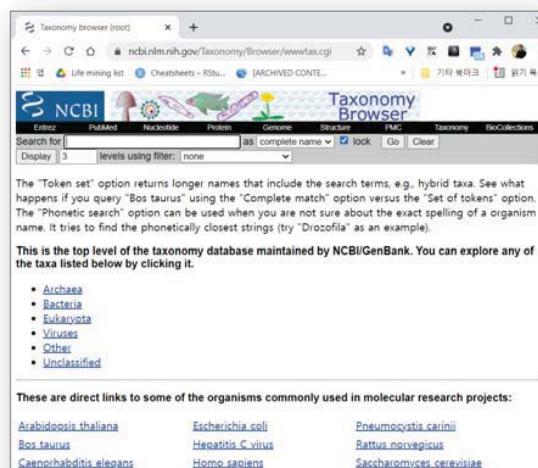 Taxonomy browser (root)
ncbi.nlm.nih.gov/Taxonomy/Browser/wwwtax.cgi
앱 Life mining list Cheatsheets – RStu... [ARCHIVED CONTE... » 기타 북마크 읽기 목
NCBI
Taxonomy
Browser
Entrez PubMed Nucleotide Protein Genome Structure PMC Taxonomy BioCollections
Search for as complete name lock Go Clear
Display 3 levels using filter: none
The "Token set" option returns longer names that include the search terms, e.g., hybrid taxa. See what
happens if you query "Bos taurus" using the "Complete match" option versus the "Set of tokens" option.
The "Phonetic search" option can be used when you are not sure about the exact spelling of a organism
name. It tries to find the phonetically closest strings (try "Drozofila" as an example).
This is the top level of the taxonomy database maintained by NCBI/GenBank. You can explore any of
the taxa listed below by clicking it.
Archaea
Bacteria
Eukaryota
Viruses
Other
Unclassified
These are direct links to some of the organisms commonly used in molecular research projects:
Arabidopsis thaliana Escherichia coli Pneumocystis carinii
Bos taurus Hepatitis C virus Rattus norvegicus
Caenorhabditis elegans Homo sapiens Saccharomyces cerevisiae